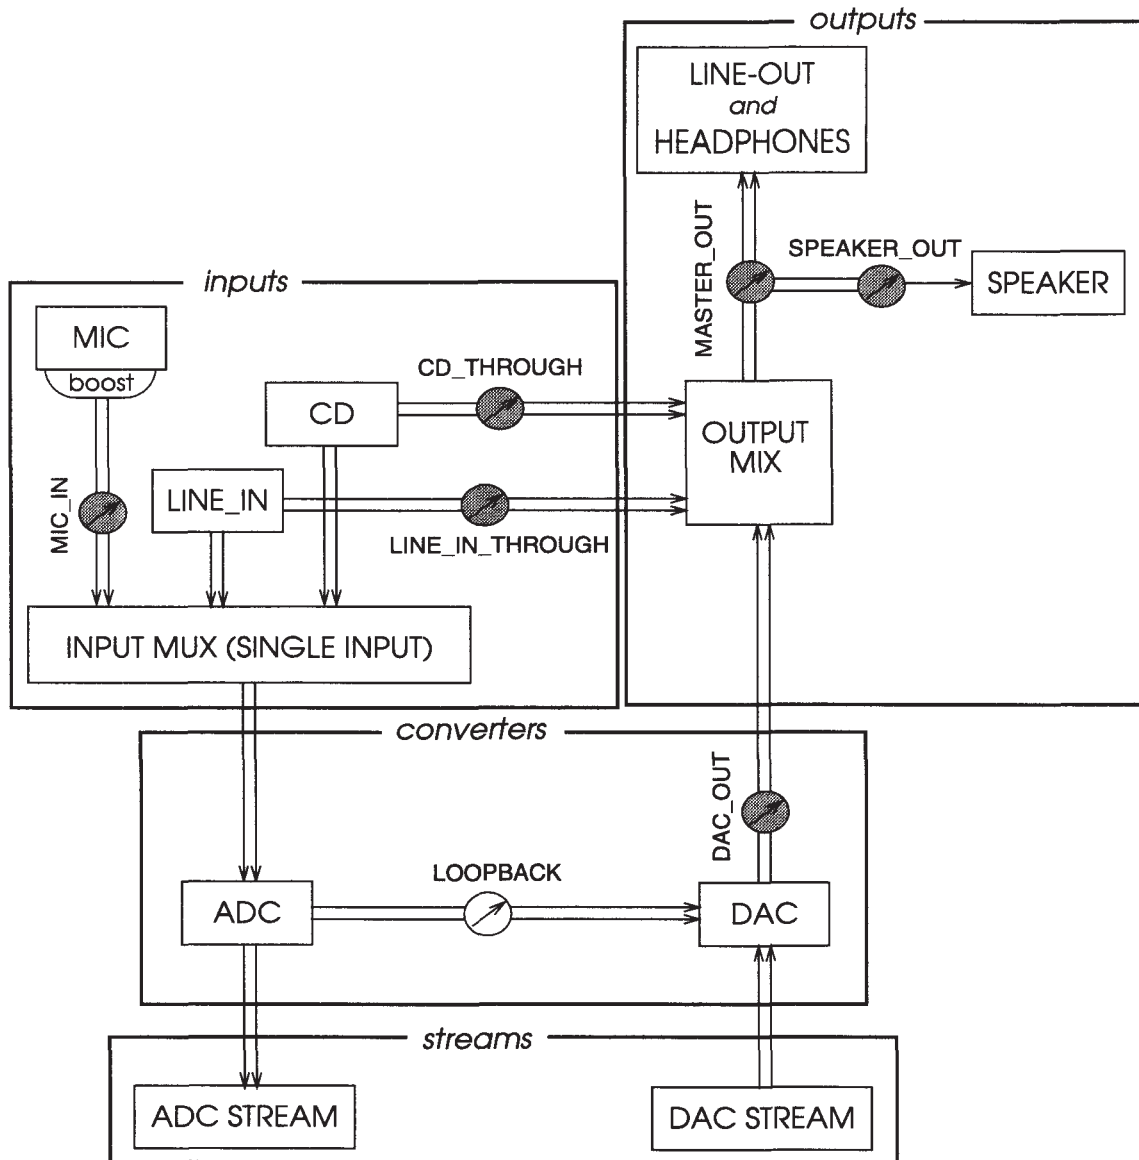 outputs
LINE-OUT
and
HEADPHONES
MASTER_OUT
SPEAKER_OUT
SPEAKER
inputs
MIC
boost
CD_THROUGH
CD
OUTPUT
MIX
MIC_IN
LINE_IN
LINE_IN_THROUGH
INPUT MUX (SINGLE INPUT)
converters
DAC_OUT
LOOPBACK
ADC
DAC
streams
ADC STREAM
DAC STREAM